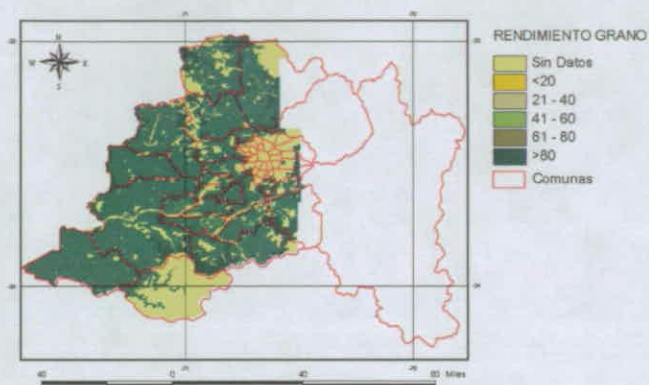 RENDIMIENTO GRANO
Sin Datos
<20
21 - 40
41 - 60
61 - 80
>80
Comunas
N
W
E
S
40
0
40
80 Miles